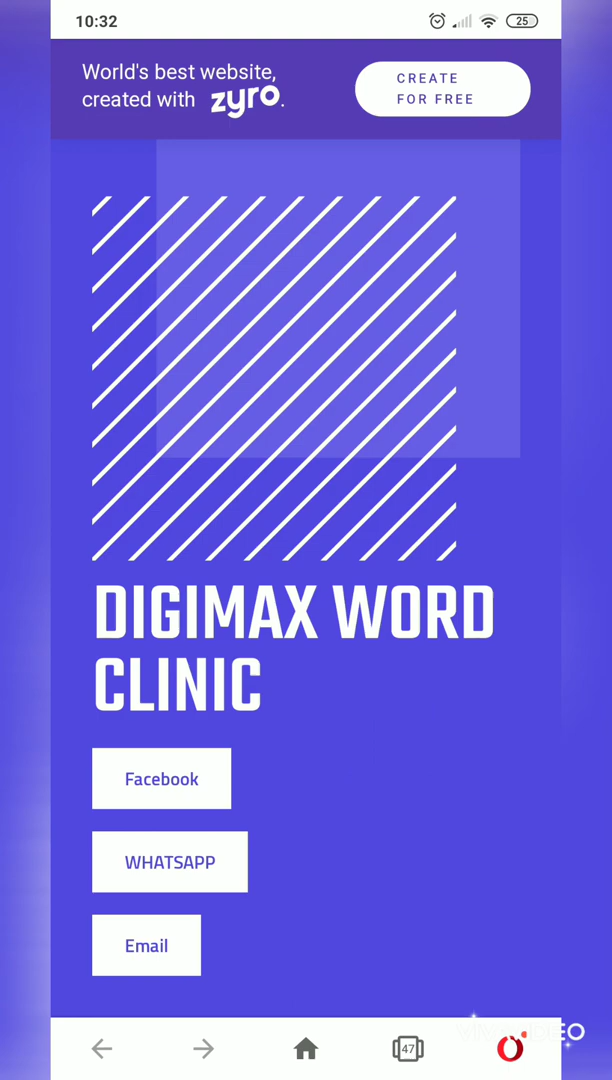 10:32
25
World's best website,
created with zyro.
CREATE
FOR FREE
DIGIMAX WORD
CLINIC
Facebook
WHATSAPP
Email
47